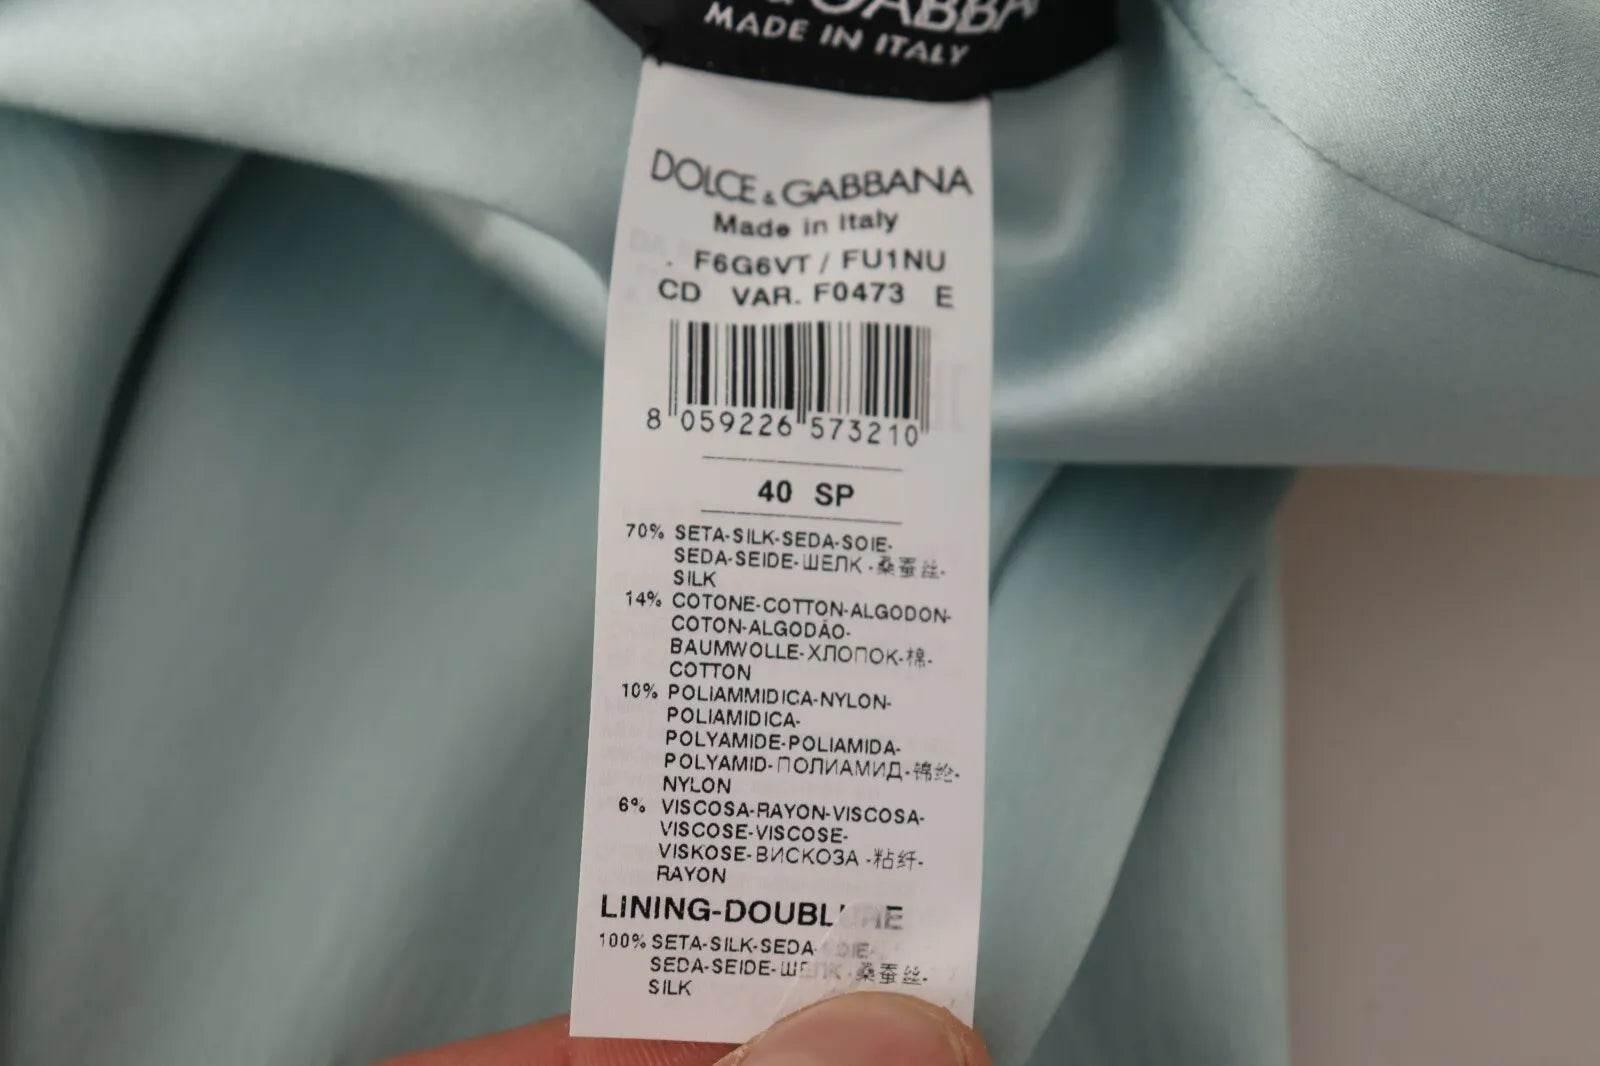 GABBA
MADE IN ITALY
DOLCE & GABBANA
Made in Italy
. F6G6VT / FU1NU
CD VAR. F0473 E
8 059226 573210
40 SP
70% SETA-SILK-SEDA-SOIE-
SEDA-SEIDE-ШЕЛК-桑蚕丝-
SILK
14% COTONE-COTTON-ALGODON-
COTON-ALGODÃO-
BAUMWOLLE-ХЛОПОК-棉-
COTTON
10% POLIAMMIDICA-NYLON-
POLIAMIDICA-
POLYAMIDE-POLIAMIDA-
POLYAMID-ПОЛИАМИД-锦纶-
NYLON
6% VISCOSA-RAYON-VISCOSA-
VISCOSE-VISCOSE-
VISKOSE-ВИСКОЗА-粘纤-
RAYON
LINING-DOUBLURE
100% SETA-SILK-SEDA-SOIE-
SEDA-SEIDE-ШЕЛК-桑蚕丝-
SILK